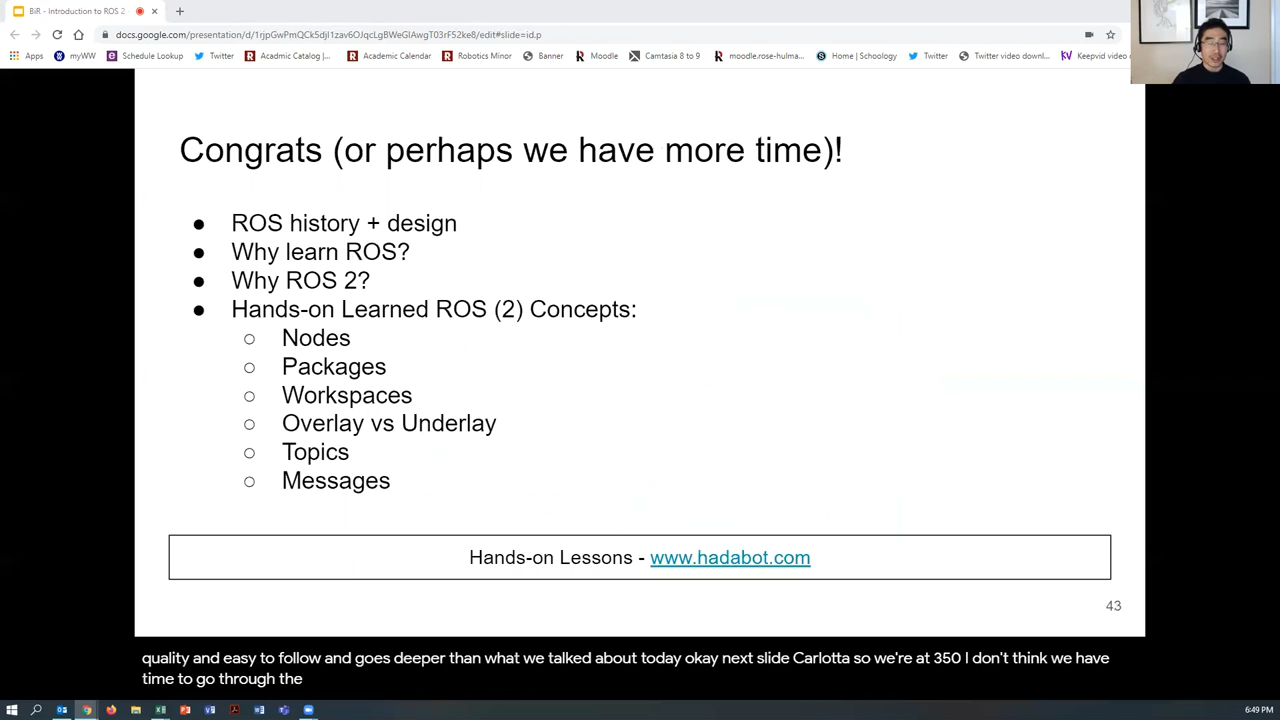 BiR - Introduction to ROS 2
docs.google.com/presentation/d/1rjpGwPmQCk5djl1zav6OJqcLgBWeGIAwgT03rF52ke8/edit#slide=id.p
Apps myWW Schedule Lookup Twitter Acadmic Catalog |... Academic Calendar Robotics Minor Banner Moodle Camtasia 8 to 9 moodle.rose-hulma... Home | Schoology Twitter Twitter video downl... Keepvid video
Congrats (or perhaps we have more time)!
● ROS history + design
● Why learn ROS?
● Why ROS 2?
● Hands-on Learned ROS (2) Concepts:
○ Nodes
○ Packages
○ Workspaces
○ Overlay vs Underlay
○ Topics
○ Messages
Hands-on Lessons - www.hadabot.com
43
quality and easy to follow and goes deeper than what we talked about today okay next slide Carlotta so we're at 350 I don't think we have
time to go through the
6:49 PM